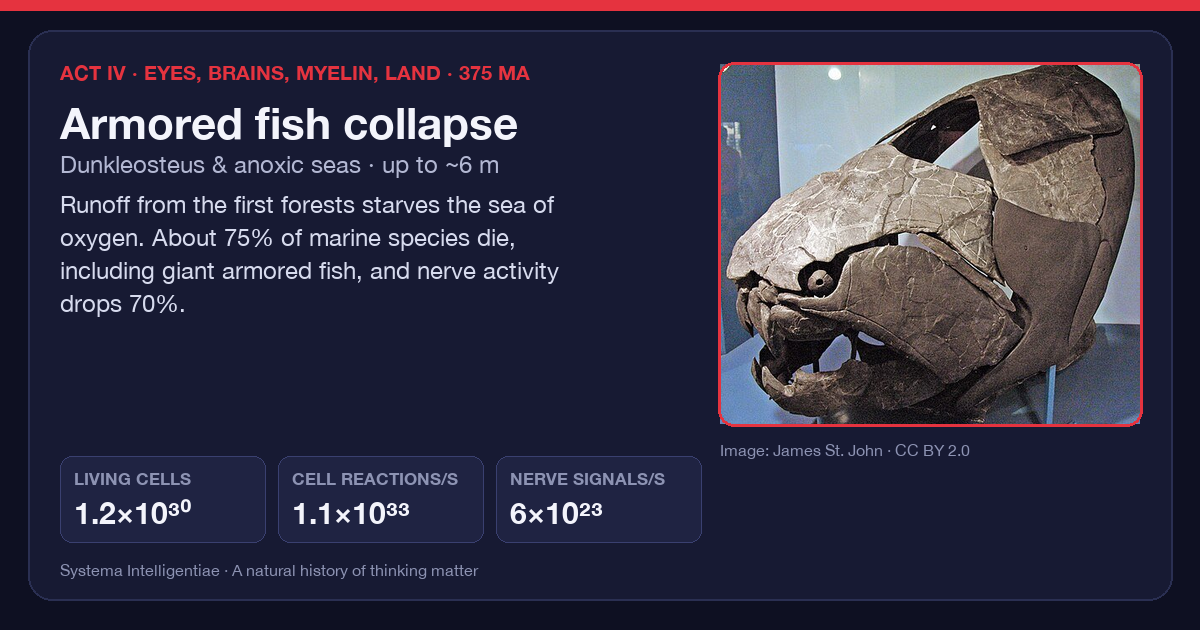 ACT IV · EYES, BRAINS, MYELIN, LAND · 375 MA
Armored fish collapse
Dunkleosteus & anoxic seas · up to ~6 m
Runoff from the first forests starves the sea of
oxygen. About 75% of marine species die,
including giant armored fish, and nerve activity
drops 70%.
Image: James St. John · CC BY 2.0
LIVING CELLS
1.2×10³⁰
CELL REACTIONS/S
1.1×10³³
NERVE SIGNALS/S
6×10²³
Systema Intelligentiae · A natural history of thinking matter